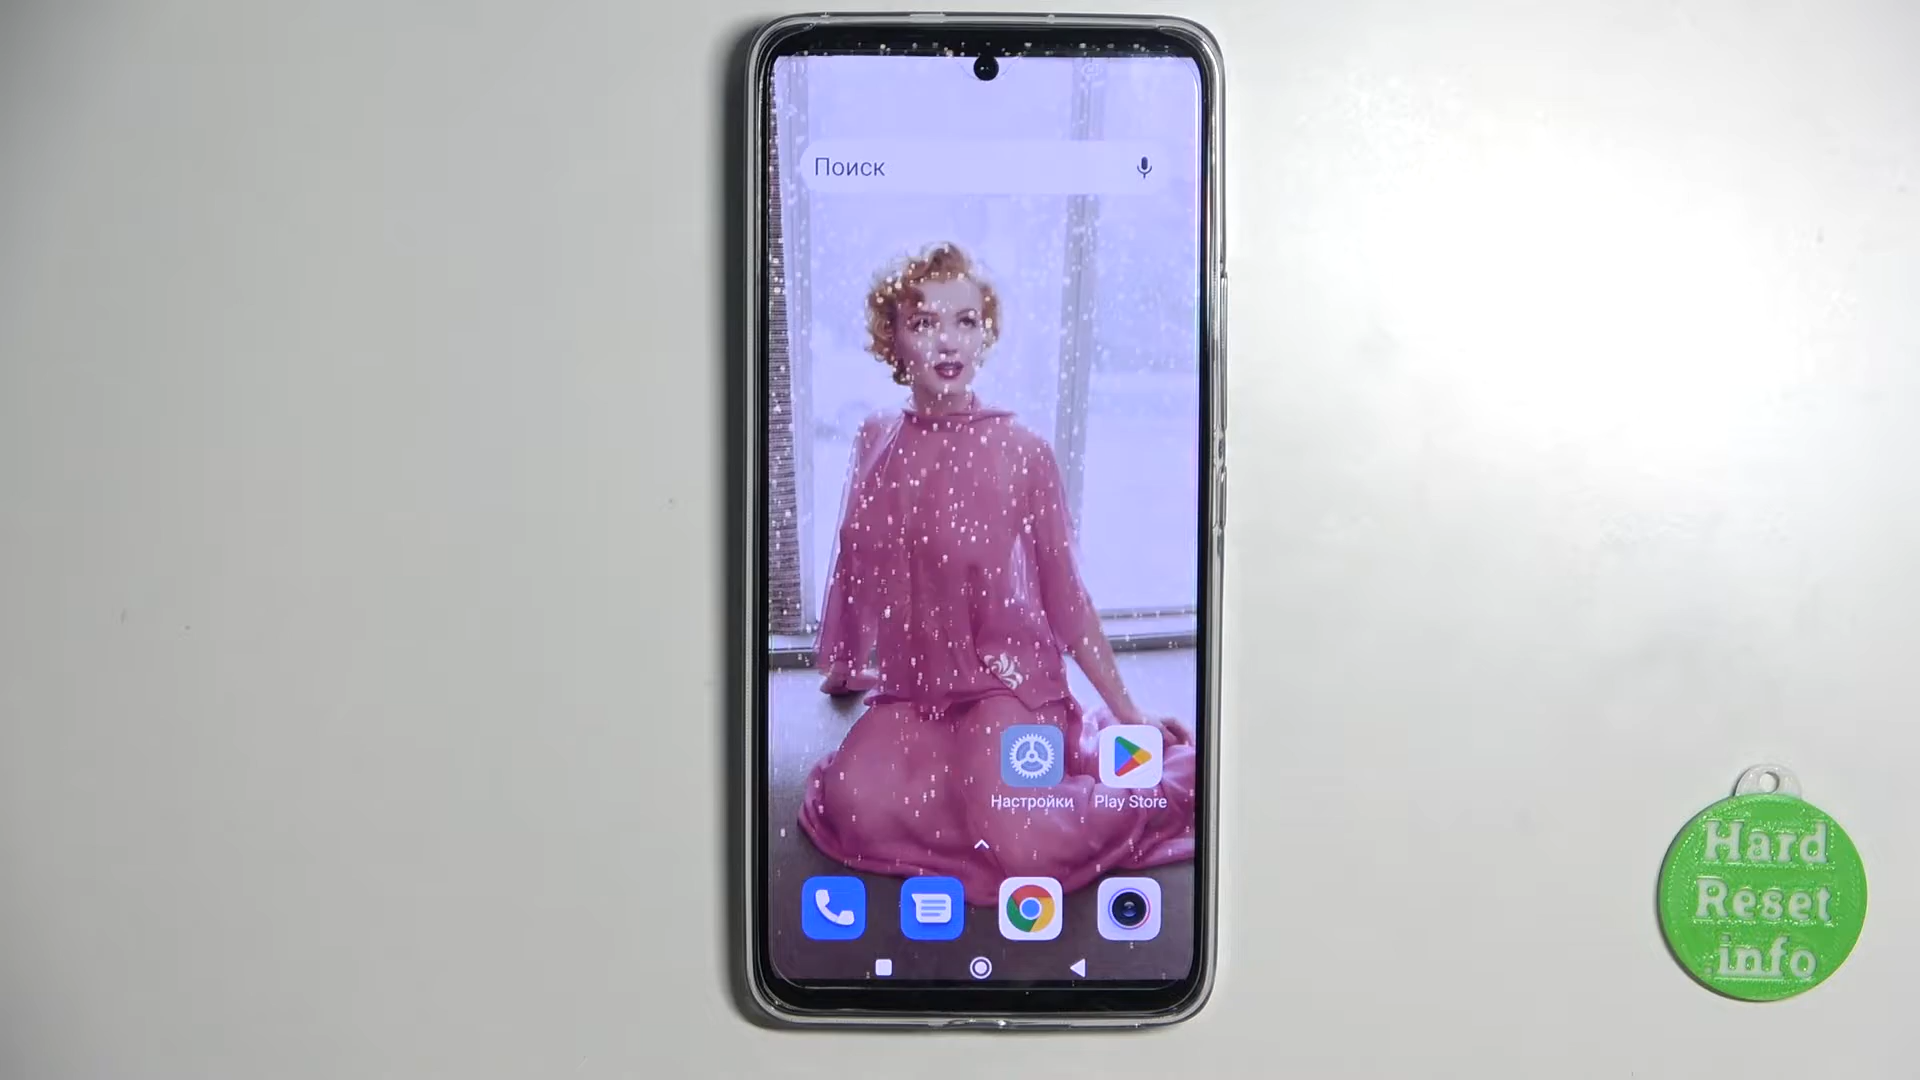 Поиск
Настройки
Play Store
Hard
Reset
.info